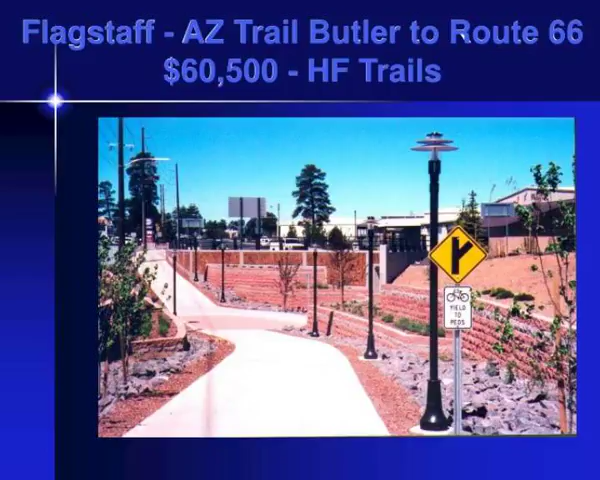 Flagstaff - AZ Trail Butler to Route 66
$60,500 - HF Trails
YIELD
TO
PEDS